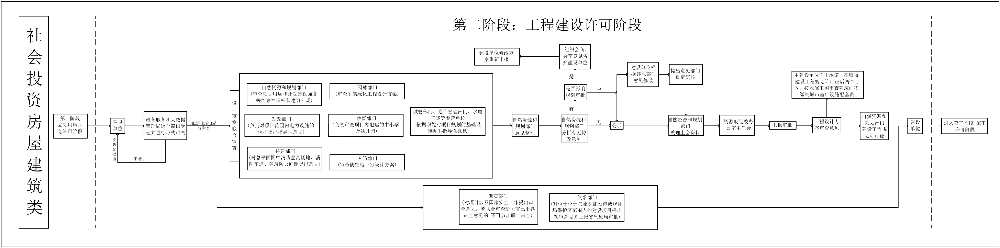 第二阶段：工程建设许可阶段
社会投资房屋建筑类
第一阶段
立项用地规
划许可阶段
建设
单位
政务服务和大数据
管理局综合窗口受
理并进行形式审查
次告知理由
不通过
通过审批管理系
统推送
设计方案联合审查
自然资源和规划部门
(审查项目用途和开发建设强度
等约束性指标和建筑外观)
园林部门
(审查附属绿化工程设计方案)
发改部门
(负责对项目范围内电力设施的
保护提出指导性意见)
教育部门
(负责审查项目内配建的中小学
及幼儿园)
城管部门、通信管理部门、水电
气暖等专营单位
(依据职能对项目规划的基础设
施提出指导性意见)
住建部门
(对总平面图中消防登高场地、消
防车道、建筑防火间距提出意见)
人防部门
(审查防空地下室设计方案)
国安部门
(对项目涉及国家安全工作提出审
查意见。若联合审查阶段前已出具
审查意见的,不再参加联合审查)
气象部门
(对位于位于气象探测设施或观测
场保护区范围内的建设项目提出
初审意见并上报省气象局审批)
自然资源和
规划部门
意见整理
自然资源和
规划部门
分析有无修
改意见
有
无
是否影响
规划审批
是
否
组织会商、
会商意见告
知建设单位
建设单位修改方
案重新申报
公示
建设单位根
据其他部门
意见修改
提出意见部门
重新复核
自然资源和规划
部门
整理上会资料
资源规划委办
公室主任会
上报审批
工程设计方
案审查意见
由建设单位作出承诺，在取得
建设工程规划许可证后两个月
内，按照施工图审查建筑面积
缴纳城市基础设施配套费
自然资源和
规划部门
建设工程规
划许可证
建设
单位
进入第三阶段-施工
许可阶段